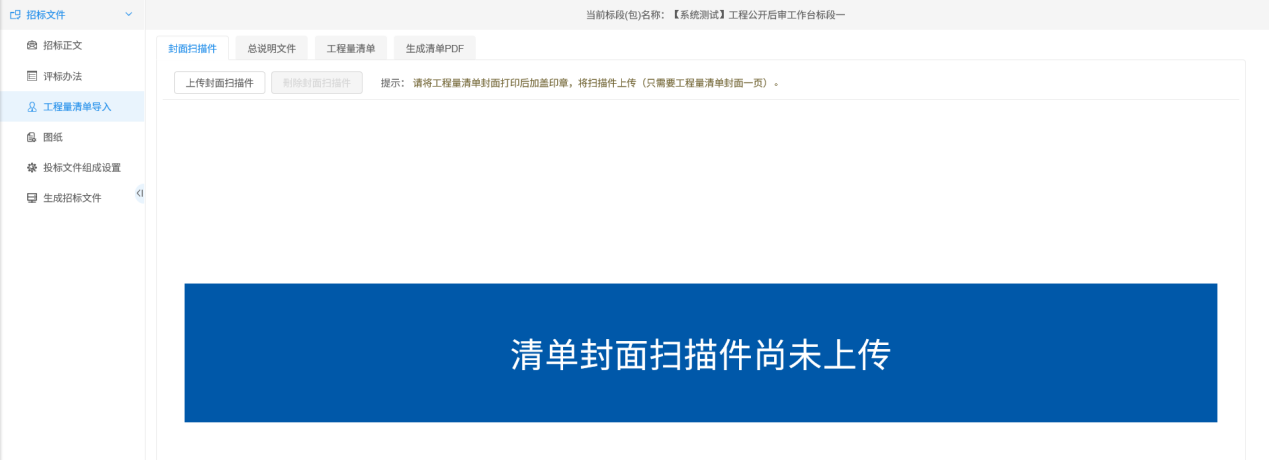 招标文件
当前标段(包)名称：【系统测试】工程公开后审工作台标段一
招标正文
评标办法
工程量清单导入
图纸
投标文件组成设置
生成招标文件
封面扫描件
总说明文件
工程量清单
生成清单PDF
上传封面扫描件
删除封面扫描件
提示：请将工程量清单封面打印后加盖印章，将扫描件上传（只需要工程量清单封面一页）。
清单封面扫描件尚未上传